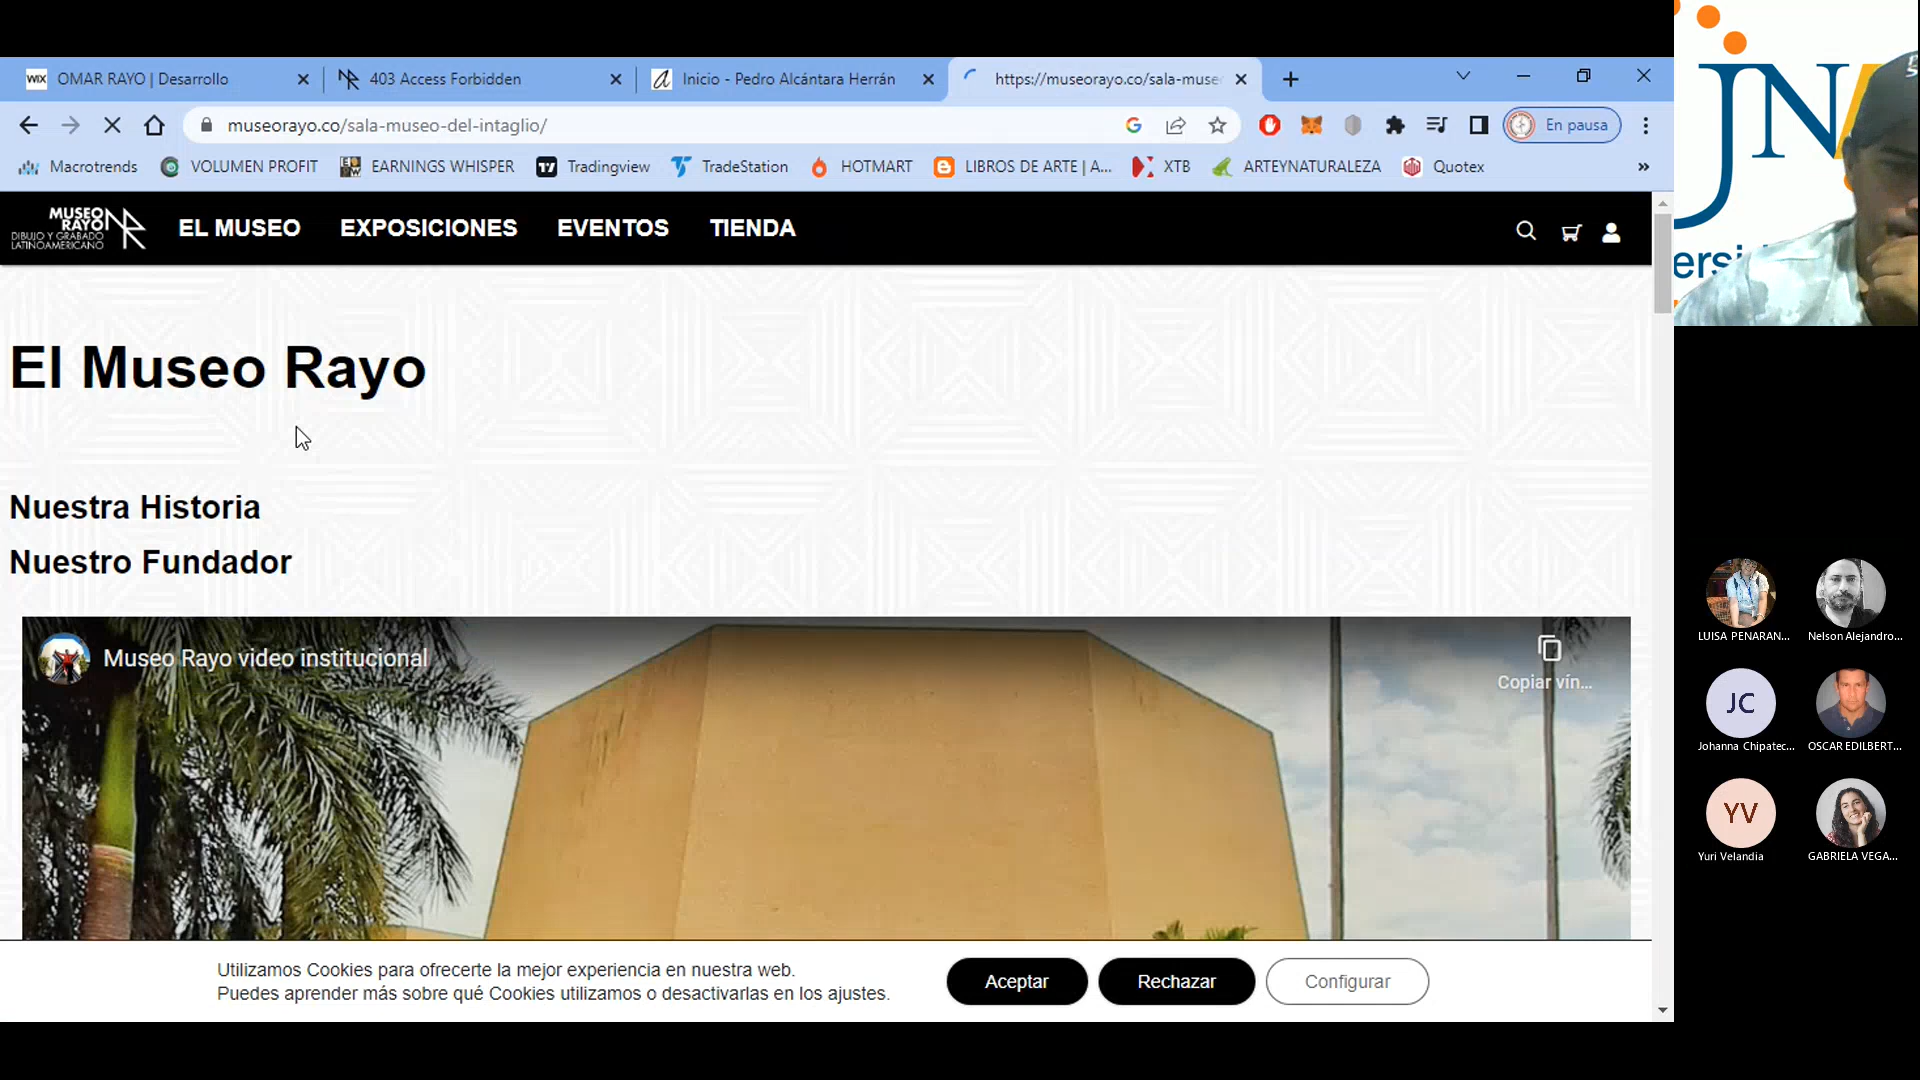 OMAR RAYO | Desarrollo
403 Access Forbidden
Inicio - Pedro Alcántara Herrán
https://museorayo.co/sala-muse
museorayo.co/sala-museo-del-intaglio/
En pausa
Macrotrends
VOLUMEN PROFIT
EARNINGS WHISPER
Tradingview
TradeStation
HOTMART
LIBROS DE ARTE | A...
XTB
ARTEYNATURALEZA
Quotex
»
MUSEO
RAYO
DIBUJO Y GRABADO
LATINOAMERICANO
EL MUSEO
EXPOSICIONES
EVENTOS
TIENDA
El Museo Rayo
Nuestra Historia
Nuestro Fundador
Museo Rayo video institucional
Copiar vín...
Utilizamos Cookies para ofrecerte la mejor experiencia en nuestra web.
Puedes aprender más sobre qué Cookies utilizamos o desactivarlas en los ajustes.
Aceptar
Rechazar
Configurar
WIX
JN
ersi
LUISA PENARAN...
Nelson Alejandro...
JC
Johanna Chipatec...
OSCAR EDILBERT...
YV
Yuri Velandia
GABRIELA VEGA...